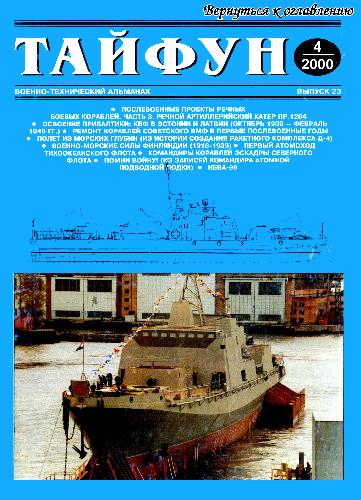 Вернуться к оглавлению
ТАЙФУН
4
2000
ВОЕННО-ТЕХНИЧЕСКИЙ АЛЬМАНАХ
ВЫПУСК 23
● ПОСЛЕВОЕННЫЕ ПРОЕКТЫ РЕЧНЫХ
БОЕВЫХ КОРАБЛЕЙ. ЧАСТЬ 3. РЕЧНОЙ АРТИЛЛЕРИЙСКИЙ КАТЕР ПР.1204
● ОСВОЕНИЕ ПРИБАЛТИКИ: КБФ В ЭСТОНИИ И ЛАТВИИ (ОКТЯБРЬ 1939 – ФЕВРАЛЬ
1940 ГГ.) ● РЕМОНТ КОРАБЛЕЙ СОВЕТСКОГО ВМФ В ПЕРВЫЕ ПОСЛЕВОЕННЫЕ ГОДЫ
● ПОЛЕТ ИЗ МОРСКИХ ГЛУБИН (ИЗ ИСТОРИИ СОЗДАНИЯ РАКЕТНОГО КОМПЛЕКСА Д-4)
● ВОЕННО-МОРСКИЕ СИЛЫ ФИНЛЯНДИИ (1918-1939) ● ПЕРВЫЙ АТОМОХОД
ТИХООКЕАНСКОГО ФЛОТА ● КОМАНДИРЫ КОРАБЛЕЙ ЭСКАДРЫ СЕВЕРНОГО
ФЛОТА ● ПОМНИ ВОЙНУ! (ИЗ ЗАПИСЕЙ КОМАНДИРА АТОМНОЙ
ПОДВОДНОЙ ЛОДКИ) ● НЕВА-99